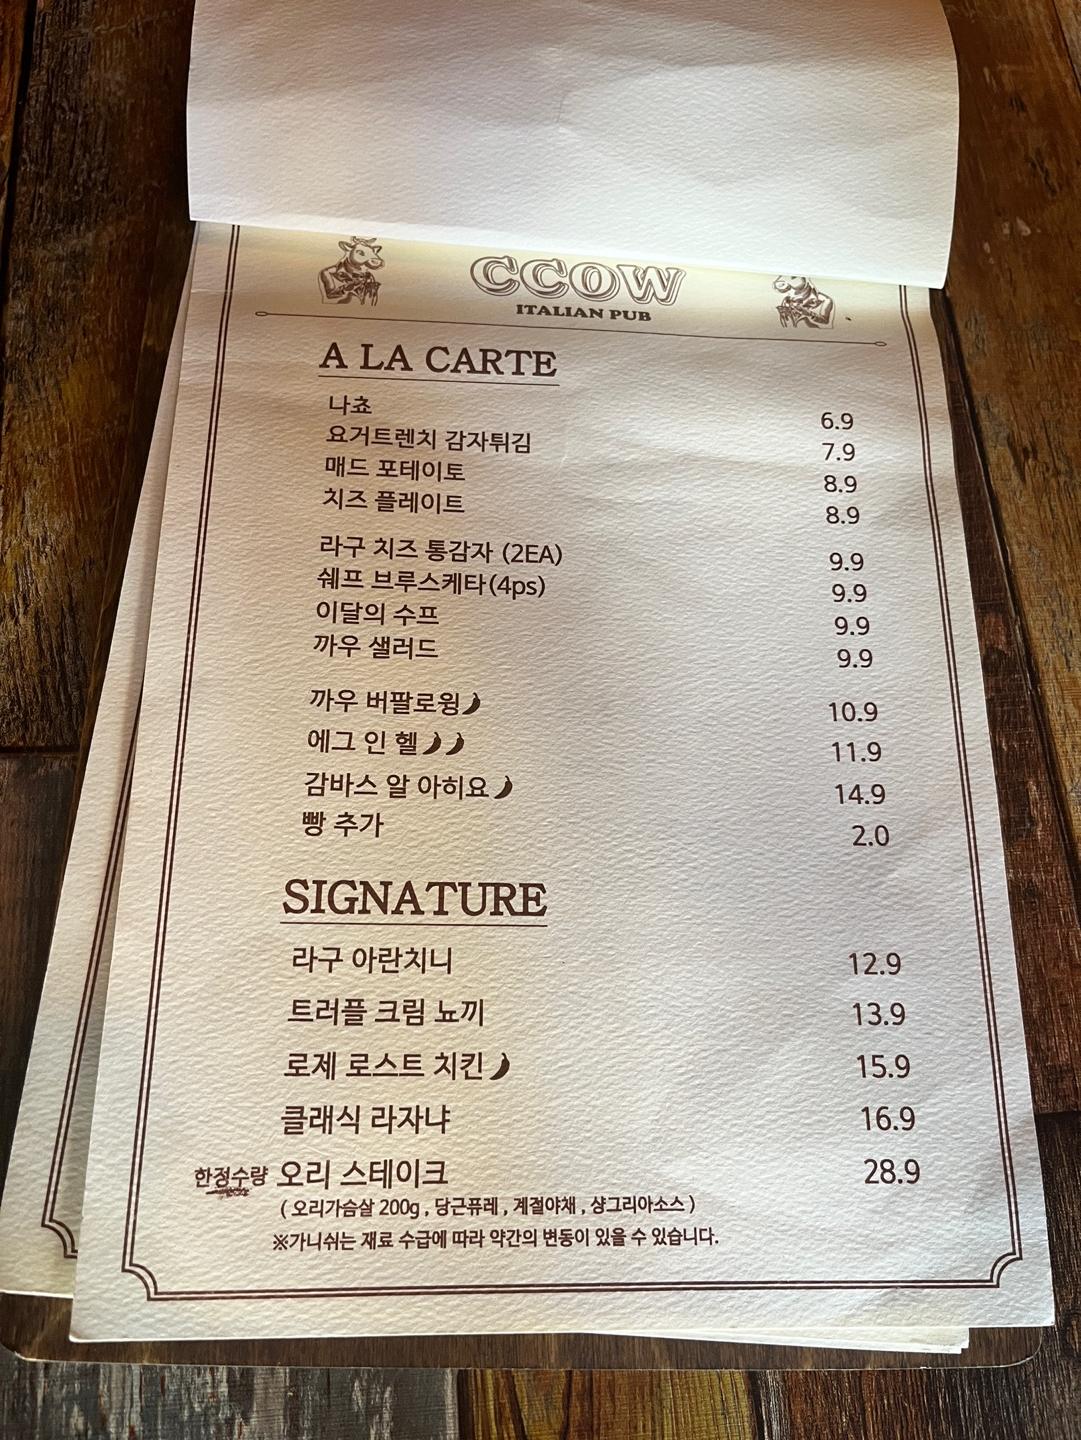 CCOW
ITALIAN PUB
A LA CARTE
나쵸 6.9
요거트렌치 감자튀김 7.9
매드 포테이토 8.9
치즈 플레이트 8.9
라구 치즈 통감자 (2EA) 9.9
쉐프 브루스케타(4ps) 9.9
이달의 수프 9.9
까우 샐러드 9.9
까우 버팔로윙 10.9
에그 인 헬 11.9
감바스 알 아히요 14.9
빵 추가 2.0
SIGNATURE
라구 아란치니 12.9
트러플 크림 뇨끼 13.9
로제 로스트 치킨 15.9
클래식 라자냐 16.9
한정수량 오리 스테이크 28.9
( 오리가슴살 200g , 당근퓨레 , 계절야채 , 샹그리아소스 )
※가니쉬는 재료 수급에 따라 약간의 변동이 있을 수 있습니다.